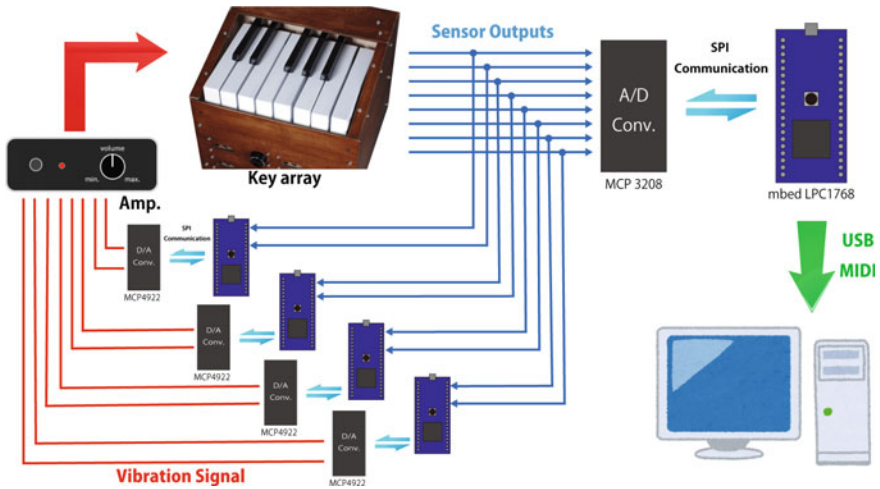 Sensor Outputs
SPI
Communication
A/D
Conv.
MCP 3208
mbed LPC1768
Key array
volume
min.
max.
Amp.
D/A
Conv.
MCP4922
SPI
Communication
D/A
Conv.
MCP4922
D/A
Conv.
MCP4922
D/A
Conv.
MCP4922
Vibration Signal
USB
MIDI